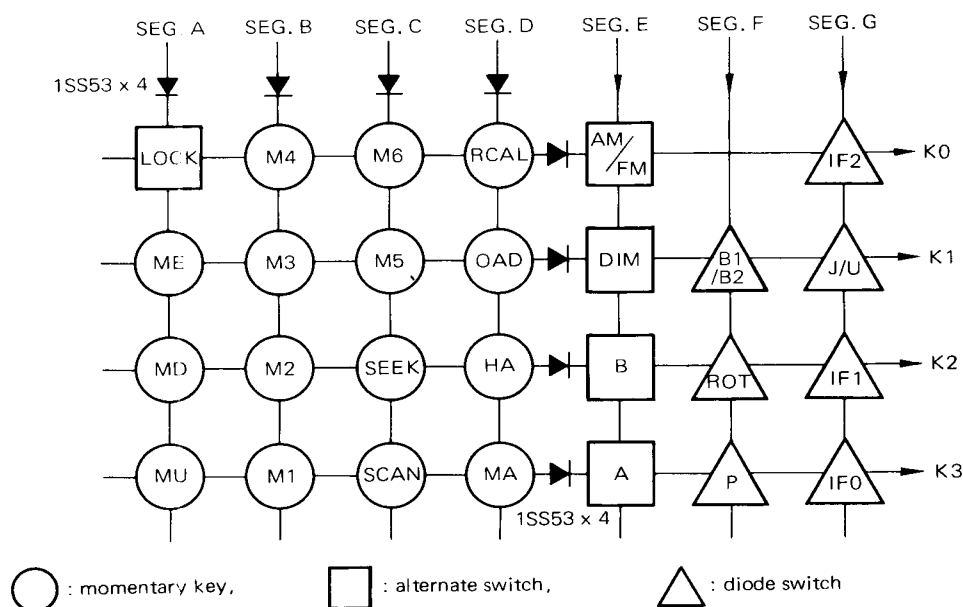 SEG. A SEG. B SEG. C SEG. D SEG. E SEG. F SEG. G
1SS53 x 4
LOCK M4 M6 RCAL AM/FM IF2 K0
ME M3 M5 OAD DIM B1/B2 J/U K1
MD M2 SEEK HA B ROT IF1 K2
MU M1 SCAN MA A P IF0 K3
1SS53 x 4
: momentary key, : alternate switch, : diode switch